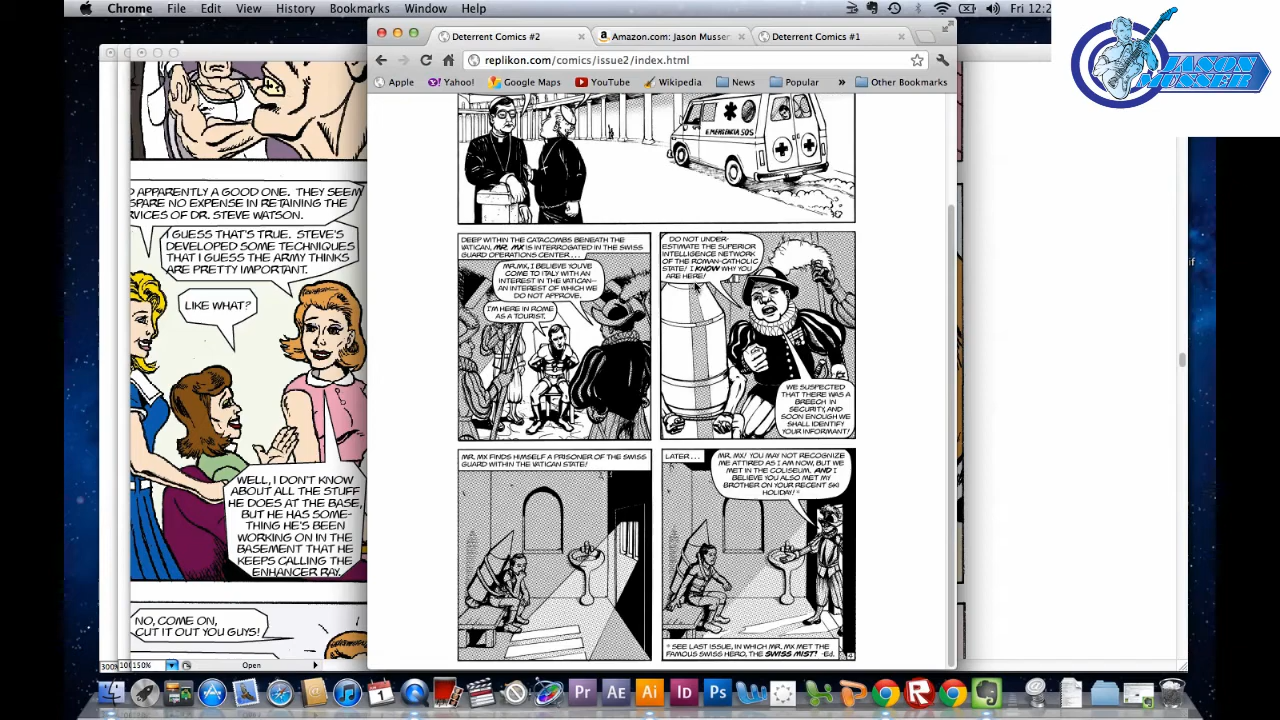 Chrome File Edit View History Bookmarks Window Help
Fri 12:2
JASON
MUSSER
Deterrent Comics #2
Amazon.com: Jason Musser
Deterrent Comics #1
replikon.com/comics/issue2/index.html
Apple Yahoo! Google Maps YouTube Wikipedia News Popular » Other Bookmarks
EMERGENCIA SOS
APPARENTLY A GOOD ONE. THEY SEEM
SPARE NO EXPENSE IN RETAINING THE
RVICES OF DR. STEVE WATSON.
I GUESS THAT'S TRUE. STEVE'S
DEVELOPED SOME TECHNIQUES
THAT I GUESS THE ARMY THINKS
ARE PRETTY IMPORTANT.
LIKE WHAT?
WELL, I DON'T KNOW
ABOUT ALL THE STUFF
HE DOES AT THE BASE,
BUT HE HAS SOME-
THING HE'S BEEN
WORKING ON IN THE
BASEMENT THAT HE
KEEPS CALLING THE
ENHANCER RAY.
NO, COME ON,
CUT IT OUT YOU GUYS!
DEEP WITHIN THE CATACOMBS BENEATH THE
VATICAN, MR. MX IS INTERROGATED IN THE SWISS
GUARD OPERATIONS CENTER...
MR. MX, I BELIEVE YOU'VE
COME TO ITALY WITH AN
INTEREST IN THE VATICAN--
AN INTEREST OF WHICH WE
DO NOT APPROVE.
I'M HERE IN ROME
AS A TOURIST.
DO NOT UNDER-
ESTIMATE THE SUPERIOR
INTELLIGENCE NETWORK
OF THE ROMAN-CATHOLIC
STATE! I KNOW WHY YOU
ARE HERE!
WE SUSPECTED
THAT THERE WAS A
BREECH IN
SECURITY, AND
SOON ENOUGH WE
SHALL IDENTIFY
YOUR INFORMANT!
MR. MX FINDS HIMSELF A PRISONER OF THE SWISS
GUARD WITHIN THE VATICAN STATE!
LATER...
MR. MX! YOU MAY NOT RECOGNIZE
ME ATTIRED AS I AM NOW, BUT WE
MET IN THE COLISEUM. AND I
BELIEVE YOU ALSO MET MY
BROTHER ON YOUR RECENT SKI
HOLIDAY! *
* SEE LAST ISSUE, IN WHICH MR. MX MET THE
FAMOUS SWISS HERO, THE SWISS MIST! -Ed.
if
150%
Open
1
Pr Ae Ai Id Ps